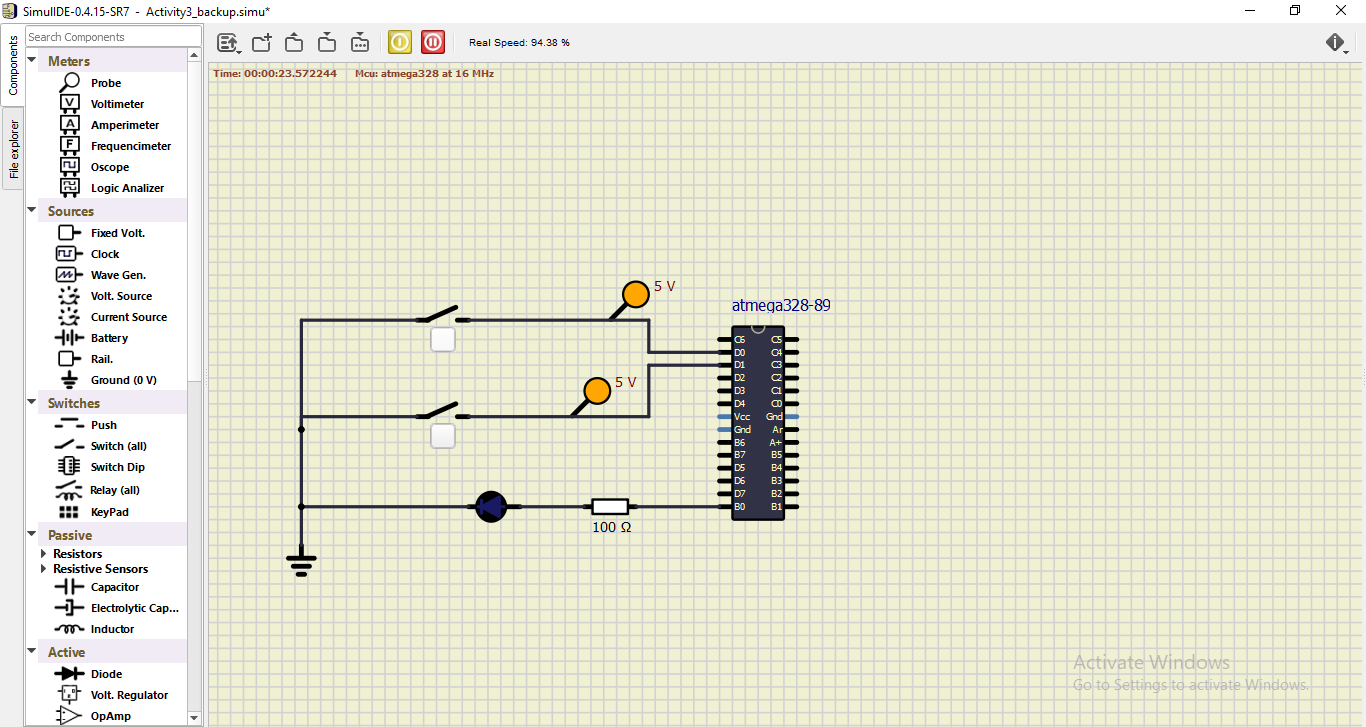 SimulIDE-0.4.15-SR7 - Activity3_backup.simu*
Components
File explorer
Search Components
Meters
Probe
Voltimeter
Amperimeter
Frequencimeter
Oscope
Logic Analizer
Sources
Fixed Volt.
Clock
Wave Gen.
Volt. Source
Current Source
Battery
Rail.
Ground (0 V)
Switches
Push
Switch (all)
Switch Dip
Relay (all)
KeyPad
Passive
Resistors
Resistive Sensors
Capacitor
Electrolytic Cap...
Inductor
Active
Diode
Volt. Regulator
OpAmp
Real Speed: 94.38 %
Time: 00:00:23.572244 Mcu: atmega328 at 16 MHz
5 V
5 V
100 Ω
atmega328-89
C6 C5
D0 C4
D1 C3
D2 C2
D3 C1
D4 C0
Vcc Gnd
Gnd Ar
B6 A+
B7 B5
D5 B4
D6 B3
D7 B2
B0 B1
Activate Windows
Go to Settings to activate Windows.